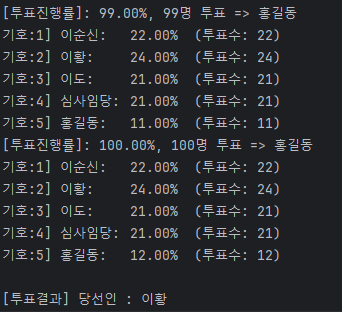 [투표진행률]: 99.00%, 99명 투표 => 홍길동
기호:1] 이순신: 22.00% (투표수: 22)
기호:2] 이황: 24.00% (투표수: 24)
기호:3] 이도: 21.00% (투표수: 21)
기호:4] 심사임당: 21.00% (투표수: 21)
기호:5] 홍길동: 11.00% (투표수: 11)
[투표진행률]: 100.00%, 100명 투표 => 홍길동
기호:1] 이순신: 22.00% (투표수: 22)
기호:2] 이황: 24.00% (투표수: 24)
기호:3] 이도: 21.00% (투표수: 21)
기호:4] 심사임당: 21.00% (투표수: 21)
기호:5] 홍길동: 12.00% (투표수: 12)
[투표결과] 당선인 : 이황